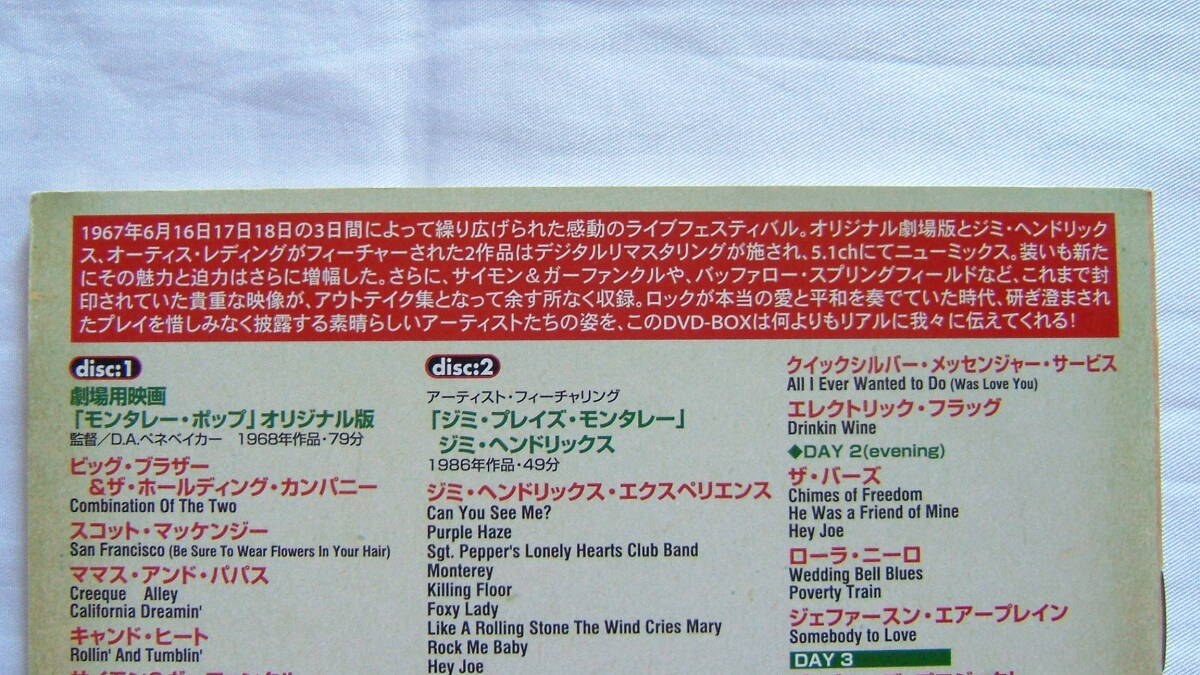 1967年6月16日17日18日の3日間によって繰り広げられた感動のライブフェスティバル。オリジナル劇場版とジミ・ヘンドリック
ス、オーティス・レディングがフィーチャーされた2作品はデジタルリマスタリングが施され、5.1chにてニューミックス。装いも新た
にその魅力と迫力はさらに増幅した。さらに、サイモン&ガーファンクルや、バッファロー・スプリングフィールドなど、これまで封
印されていた貴重な映像が、アウトテイク集となって余す所なく収録。ロックが本当の愛と平和を奏でていた時代、研ぎ澄まされ
たプレイを惜しみなく披露する素晴らしいアーティストたちの姿を、このDVD-BOXは何よりもリアルに我々に伝えてくれる!
disc:1
劇場用映画
「モンタレー・ポップ」オリジナル版
監督/D.A.ペネベイカー 1968年作品・79分
ビッグ・ブラザー
&ザ・ホールディング・カンパニー
Combination Of The Two
スコット・マッケンジー
San Francisco (Be Sure To Wear Flowers In Your Hair)
ママス・アンド・パパス
Creeque Alley
California Dreamin'
キャンド・ヒート
Rollin' And Tumblin'
disc:2
アーティスト・フィーチャリング
「ジミ・プレイズ・モンタレー」
ジミ・ヘンドリックス
1986年作品・49分
ジミ・ヘンドリックス・エクスペリエンス
Can You See Me?
Purple Haze
Sgt. Pepper's Lonely Hearts Club Band
Monterey
Killing Floor
Foxy Lady
Like A Rolling Stone The Wind Cries Mary
Rock Me Baby
Hey Joe
クイックシルバー・メッセンジャー・サービス
All I Ever Wanted to Do (Was Love You)
エレクトリック・フラッグ
Drinkin Wine
◆DAY 2(evening)
ザ・バーズ
Chimes of Freedom
He Was a Friend of Mine
Hey Joe
ローラ・ニーロ
Wedding Bell Blues
Poverty Train
ジェファースン・エアープレイン
Somebody to Love
DAY 3